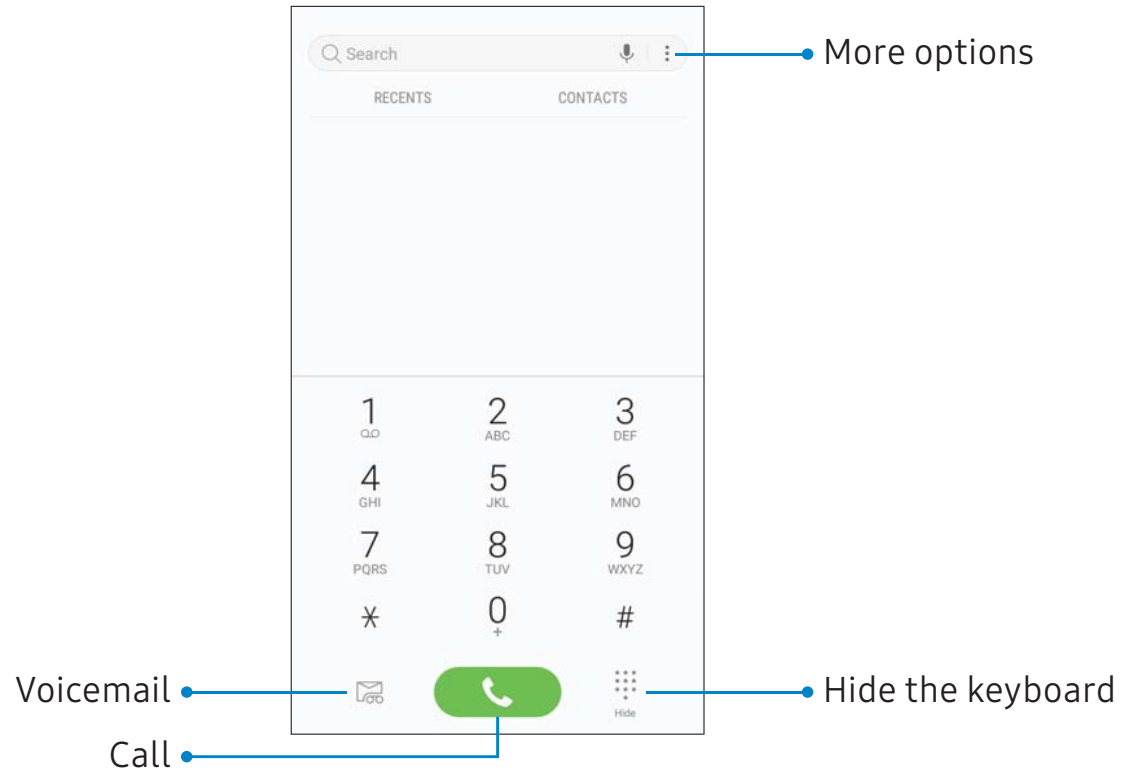 Search
More options
RECENTS CONTACTS
1 2 3
ABC DEF
4 5 6
GHI JKL MNO
7 8 9
PQRS TUV WXYZ
* 0 #
+
Voicemail
Hide the keyboard
Hide
Call